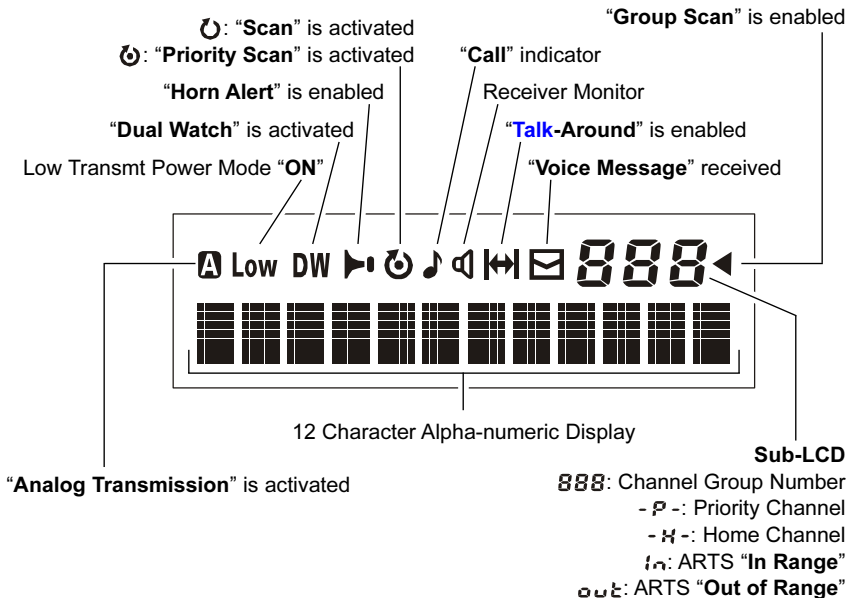 "Group Scan" is enabled
: "Scan" is activated
: "Priority Scan" is activated
"Call" indicator
"Horn Alert" is enabled
Receiver Monitor
"Dual Watch" is activated
"Talk-Around" is enabled
Low Transmt Power Mode "ON"
"Voice Message" received
A Low DW 888
12 Character Alpha-numeric Display
Sub-LCD
"Analog Transmission" is activated
888: Channel Group Number
-P-: Priority Channel
-H-: Home Channel
In: ARTS "In Range"
out: ARTS "Out of Range"